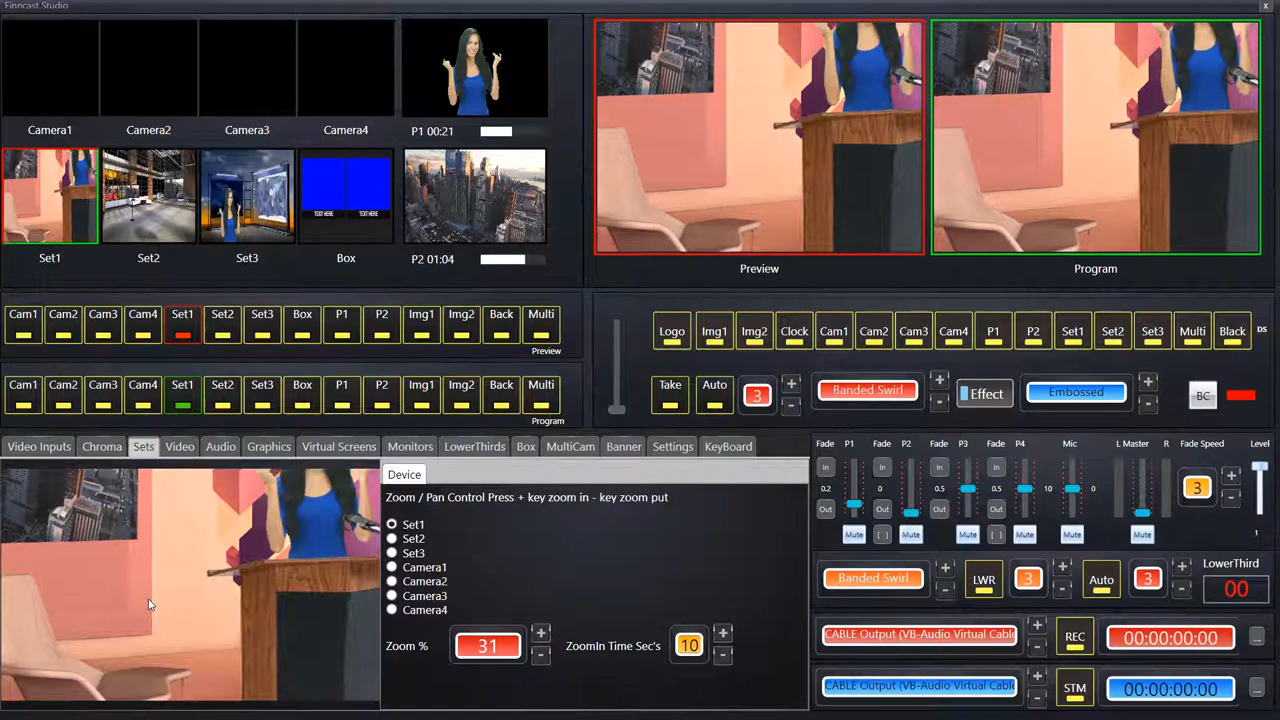 Finncast Studio
x
Camera1
Camera2
Camera3
Camera4
P1 00:21
TEXT HERE
TEXT HERE
Set1
Set2
Set3
Box
P2 01:04
Preview
Program
Cam1
Cam2
Cam3
Cam4
Set1
Set2
Set3
Box
P1
P2
Img1
Img2
Back
Multi
Preview
Logo
Img1
Img2
Clock
Cam1
Cam2
Cam3
Cam4
P1
P2
Set1
Set2
Set3
Multi
Black
DS
Cam1
Cam2
Cam3
Cam4
Set1
Set2
Set3
Box
P1
P2
Img1
Img2
Back
Multi
Program
Take
Auto
3
+
-
Banded Swirl
+
-
Effect
Embossed
+
-
BC
Video Inputs
Chroma
Sets
Video
Audio
Graphics
Virtual Screens
Monitors
LowerThirds
Box
MultiCam
Banner
Settings
KeyBoard
Device
Zoom / Pan Control Press + key zoom in - key zoom put
Set1
Set2
Set3
Camera1
Camera2
Camera3
Camera4
Zoom %
31
+
-
ZoomIn Time Sec's
10
+
-
Fade
P1
Fade
P2
Fade
P3
Fade
P4
Mic
L Master
R
Fade Speed
Level
In
In
In
In
0.2
0
0.5
0.5
10
0
3
+
-
Out
Out
Out
Out
1
Mute
[ ]
Mute
Mute
[ ]
Mute
Mute
Mute
Banded Swirl
+
-
LWR
3
+
-
Auto
3
+
-
LowerThird
00
CABLE Output (VB-Audio Virtual Cable
+
-
REC
00:00:00:00
...
CABLE Output (VB-Audio Virtual Cable
+
-
STM
00:00:00:00
...